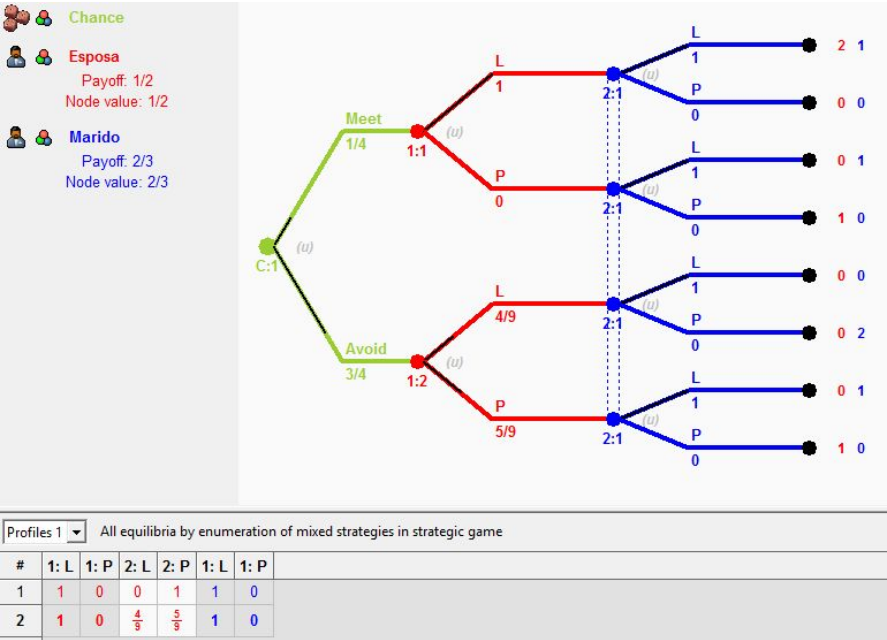 Chance
Esposa
Payoff: 1/2
Node value: 1/2
Marido
Payoff: 2/3
Node value: 2/3
C:1
(u)
Meet
1/4
Avoid
3/4
1:1
(u)
1:2
(u)
L
1
P
0
L
4/9
P
5/9
2:1
(u)
2:1
(u)
2:1
(u)
2:1
(u)
L
1
2 1
P
0
0 0
L
1
0 1
P
0
1 0
L
1
0 0
P
0
0 2
L
1
0 1
P
0
1 0
Profiles 1 All equilibria by enumeration of mixed strategies in strategic game
# 1: L 1: P 2: L 2: P 1: L 1: P
1 1 0 0 1 1 0
2 1 0 4/9 5/9 1 0